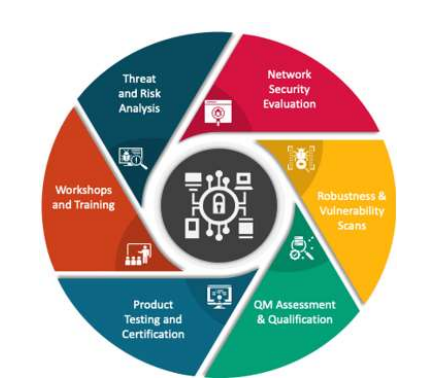 Threat
and Risk
Analysis
Network
Security
Evaluation
Workshops
and Training
Robustness &
Vulnerability
Scans
Product
Testing and
Certification
QM Assessment
& Qualification